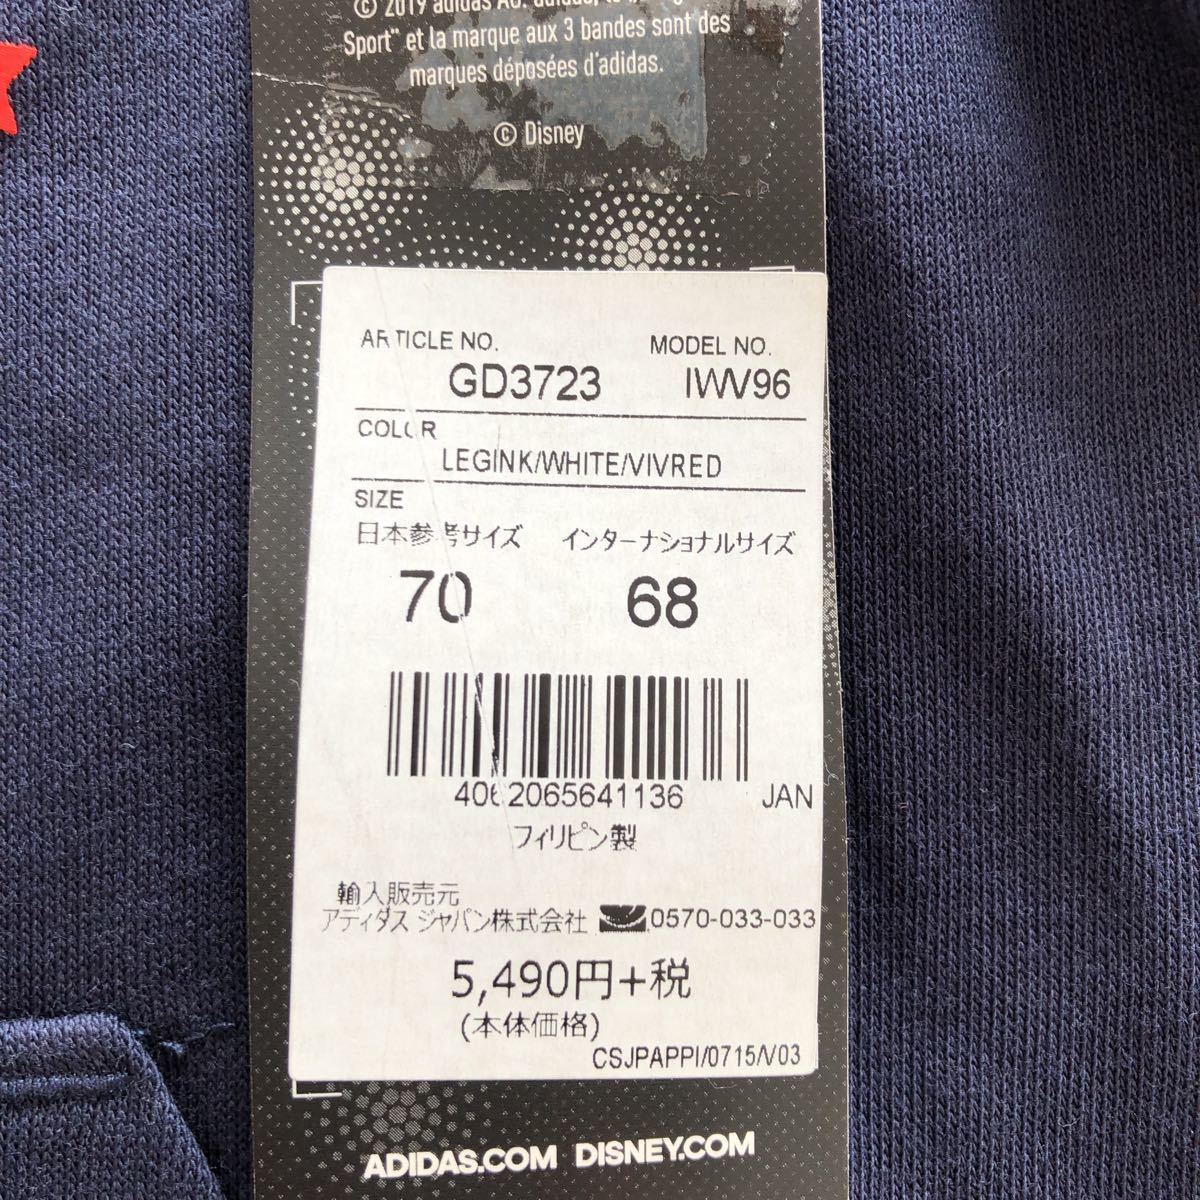 © 2019 adidas AG. adidas,
Sport" et la marque aux 3 bandes sont des
marques déposées d'adidas.
© Disney
ARTICLE NO. MODEL NO.
GD3723 IWV96
COLOR
LEGINK/WHITE/VIVRED
SIZE
日本参考サイズ インターナショナルサイズ
70 68
4062065641136 JAN
フィリピン製
輸入販売元
アディダス ジャパン株式会社 0570-033-033
5,490円+税
(本体価格)
CSJPAPPI/0715/V03
ADIDAS.COM DISNEY.COM